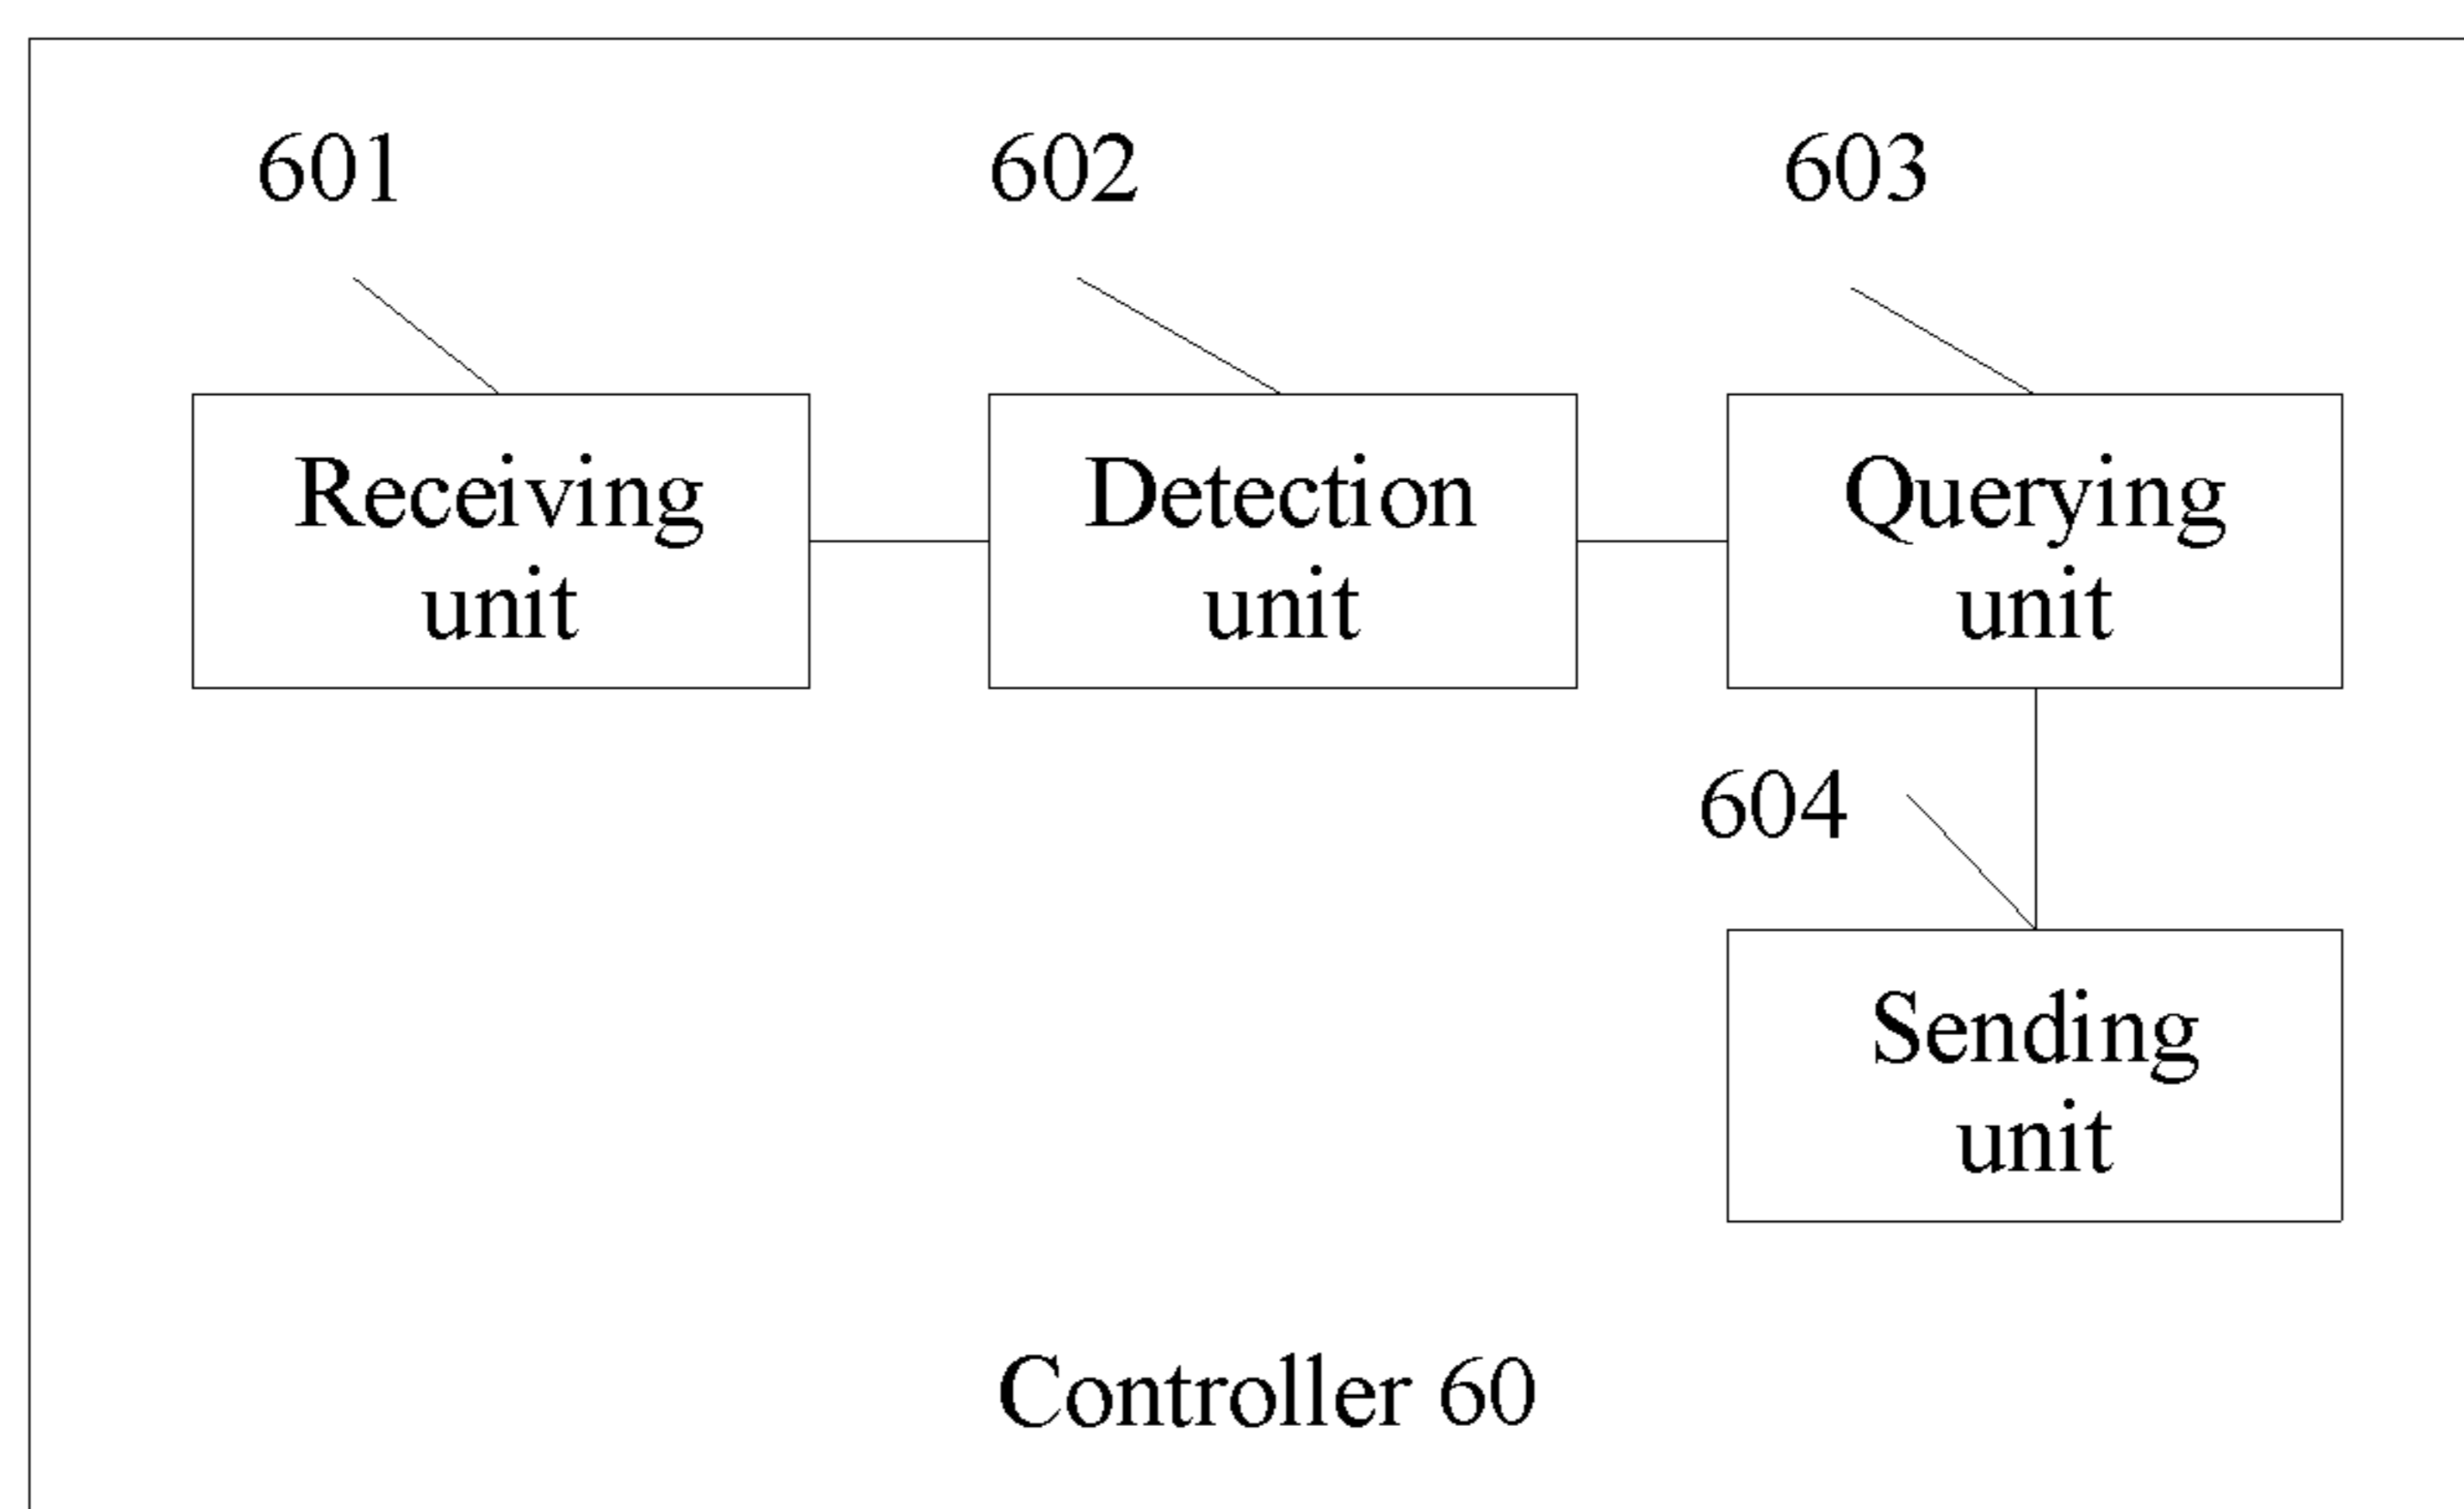 601
602
603
Receiving
unit
Detection
unit
Querying
unit
604
Sending
unit
Controller 60